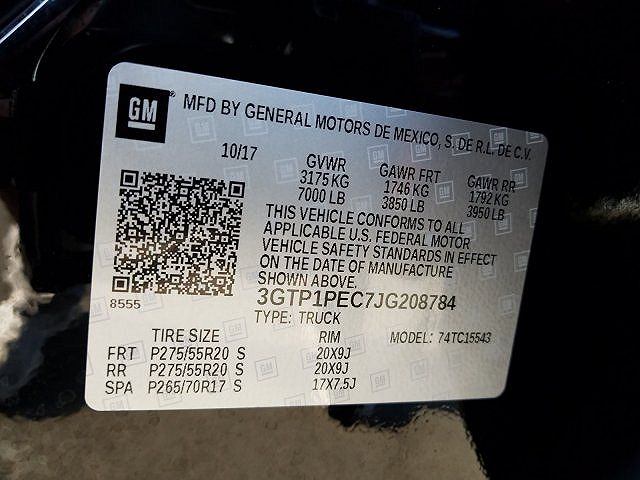 GM® MFD BY GENERAL MOTORS DE MEXICO, S. DE R.L. DE C.V.
10/17 GVWR GAWR FRT GAWR RR
3175 KG 1746 KG 1792 KG
7000 LB 3850 LB 3950 LB
THIS VEHICLE CONFORMS TO ALL
APPLICABLE U.S. FEDERAL MOTOR
VEHICLE SAFETY STANDARDS IN EFFECT
ON THE DATE OF MANUFACTURE
SHOWN ABOVE.
8555 3GTP1PEC7JG208784
TYPE: TRUCK
TIRE SIZE RIM MODEL: 74TC15543
FRT P275/55R20 S 20X9J
RR P275/55R20 S 20X9J
SPA P265/70R17 S 17X7.5J